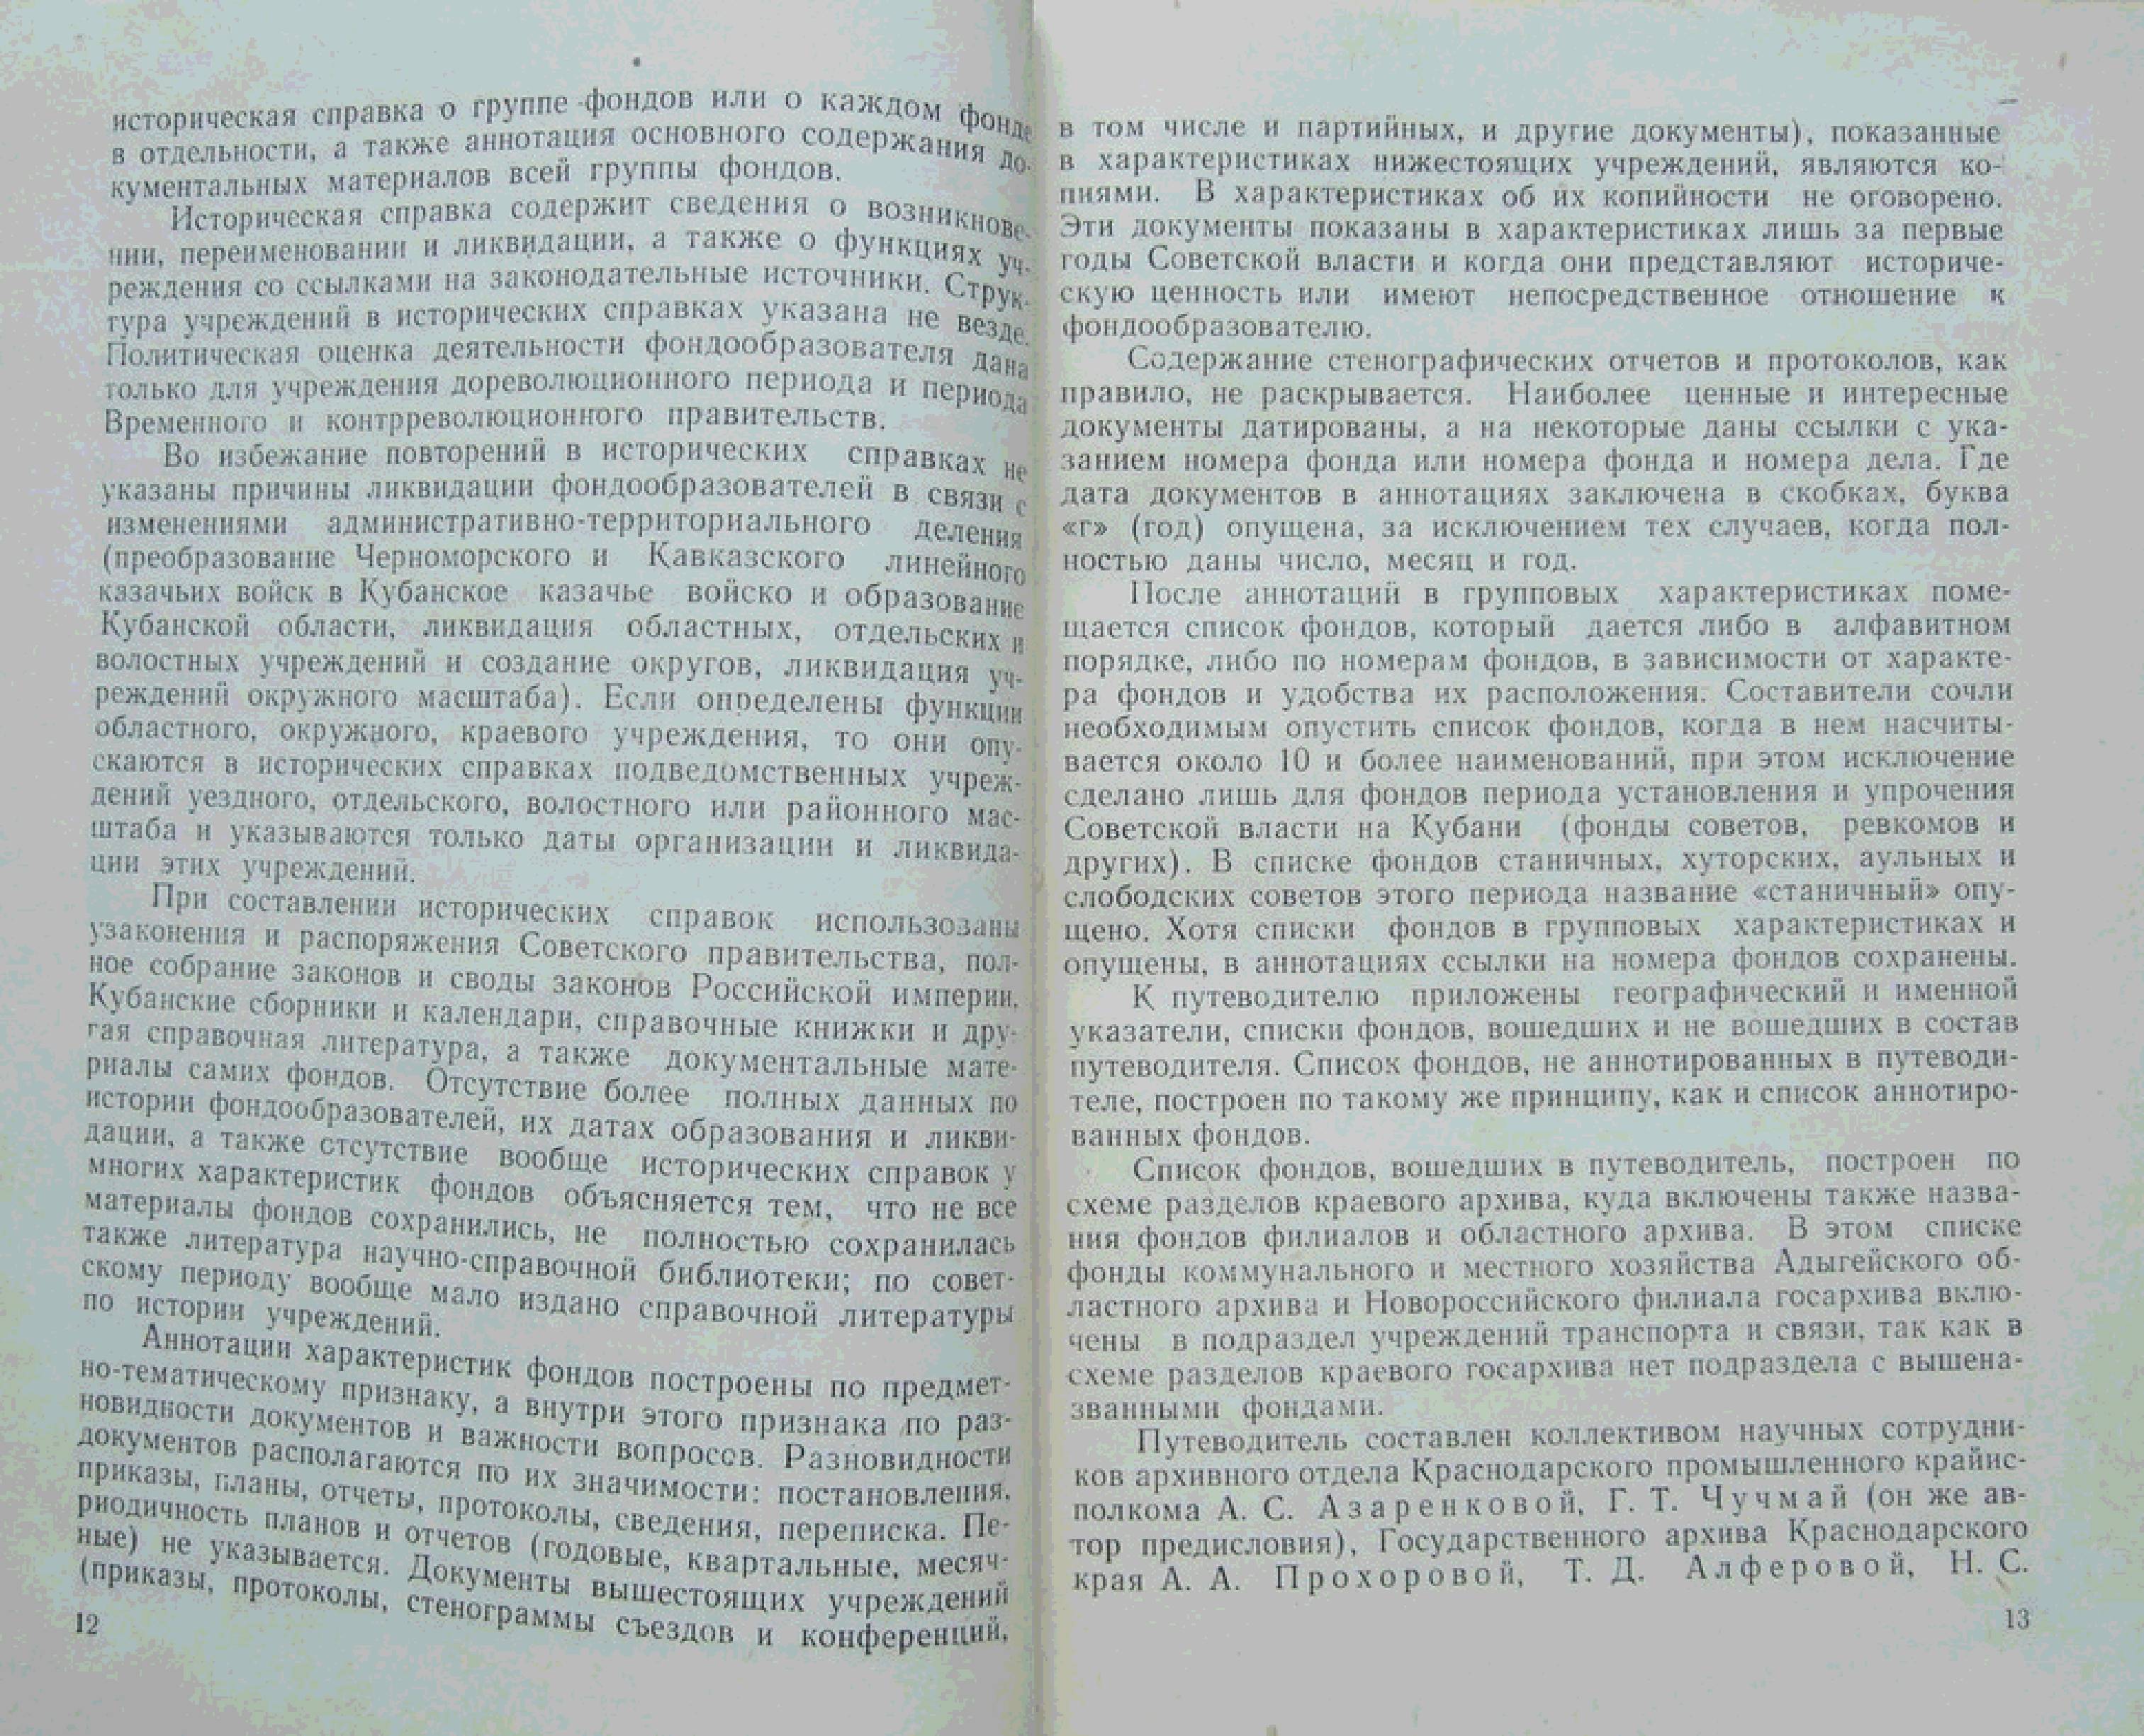 историческая справка о группе фондов или о каждом фонде
в отдельности, а также аннотация основного содержания до-
кументальных материалов всей группы фондов.
Историческая справка содержит сведения о возникнове-
нии, переименовании и ликвидации, а также о функциях уч-
реждения со ссылками на законодательные источники. Струк-
тура учреждений в исторических справках указана не везде.
Политическая оценка деятельности фондообразователя дана
только для учреждения дореволюционного периода и периода
Временного и контрреволюционного правительств.
Во избежание повторений в исторических справках не
указаны причины ликвидации фондообразователей в связи с
изменениями административно-территориального деления
(преобразование Черноморского и Кавказского линейного
казачьих войск в Кубанское казачье войско и образование
Кубанской области, ликвидация областных, отдельских и
волостных учреждений и создание округов, ликвидация уч-
реждений окружного масштаба). Если определены функции
областного, окружного, краевого учреждения, то они опу-
скаются в исторических справках подведомственных учреж-
дений уездного, отдельского, волостного или районного мас-
штаба и указываются только даты организации и ликвида-
ции этих учреждений.
При составлении исторических справок использованы
узаконения и распоряжения Советского правительства, пол-
ное собрание законов и своды законов Российской империи,
Кубанские сборники и календари, справочные книжки и дру-
гая справочная литература, а также документальные мате-
риалы самих фондов. Отсутствие более полных данных по
истории фондообразователей, их датах образования и ликви-
дации, а также отсутствие вообще исторических справок у
многих характеристик фондов объясняется тем, что не все
материалы фондов сохранились, не полностью сохранилась
также литература научно-справочной библиотеки; по совет-
скому периоду вообще мало издано справочной литературы
по истории учреждений.
Аннотации характеристик фондов построены по предмет-
но-тематическому признаку, а внутри этого признака по раз-
новидности документов и важности вопросов. Разновидности
документов располагаются по их значимости: постановления,
приказы, планы, отчеты, протоколы, сведения, переписка. Пе-
риодичность планов и отчетов (годовые, квартальные, месяч-
ные) не указывается. Документы вышестоящих учреждений
(приказы, протоколы, стенограммы съездов и конференций,
12
в том числе и партийных, и другие документы), показанные
в характеристиках нижестоящих учреждений, являются ко-
пиями. В характеристиках об их копийности не оговорено.
Эти документы показаны в характеристиках лишь за первые
годы Советской власти и когда они представляют историче-
скую ценность или имеют непосредственное отношение к
фондообразователю.
Содержание стенографических отчетов и протоколов, как
правило, не раскрывается. Наиболее ценные и интересные
документы датированы, а на некоторые даны ссылки с ука-
занием номера фонда или номера фонда и номера дела. Где
дата документов в аннотациях заключена в скобках, буква
«г» (год) опущена, за исключением тех случаев, когда пол-
ностью даны число, месяц и год.
После аннотаций в групповых характеристиках поме-
щается список фондов, который дается либо в алфавитном
порядке, либо по номерам фондов, в зависимости от характе-
ра фондов и удобства их расположения. Составители сочли
необходимым опустить список фондов, когда в нем насчиты-
вается около 10 и более наименований, при этом исключение
сделано лишь для фондов периода установления и упрочения
Советской власти на Кубани (фонды советов, ревкомов и
других). В списке фондов станичных, хуторских, аульных и
слободских советов этого периода название «станичный» опу-
щено. Хотя списки фондов в групповых характеристиках и
опущены, в аннотациях ссылки на номера фондов сохранены.
К путеводителю приложены географический и именной
указатели, списки фондов, вошедших и не вошедших в состав
путеводителя. Список фондов, не аннотированных в путеводи-
теле, построен по такому же принципу, как и список аннотиро-
ванных фондов.
Список фондов, вошедших в путеводитель, построен по
схеме разделов краевого архива, куда включены также назва-
ния фондов филиалов и областного архива. В этом списке
фонды коммунального и местного хозяйства Адыгейского об-
ластного архива и Новороссийского филиала госархива вклю-
чены в подраздел учреждений транспорта и связи, так как в
схеме разделов краевого госархива нет подраздела с вышена-
званными фондами.
Путеводитель составлен коллективом научных сотрудни-
ков архивного отдела Краснодарского промышленного крайис-
полкома А. С. Азаренковой, Г. Т. Чучмай (он же ав-
тор предисловия), Государственного архива Краснодарского
края А. А. Прохоровой, Т. Д. Алферовой, Н. С.
13